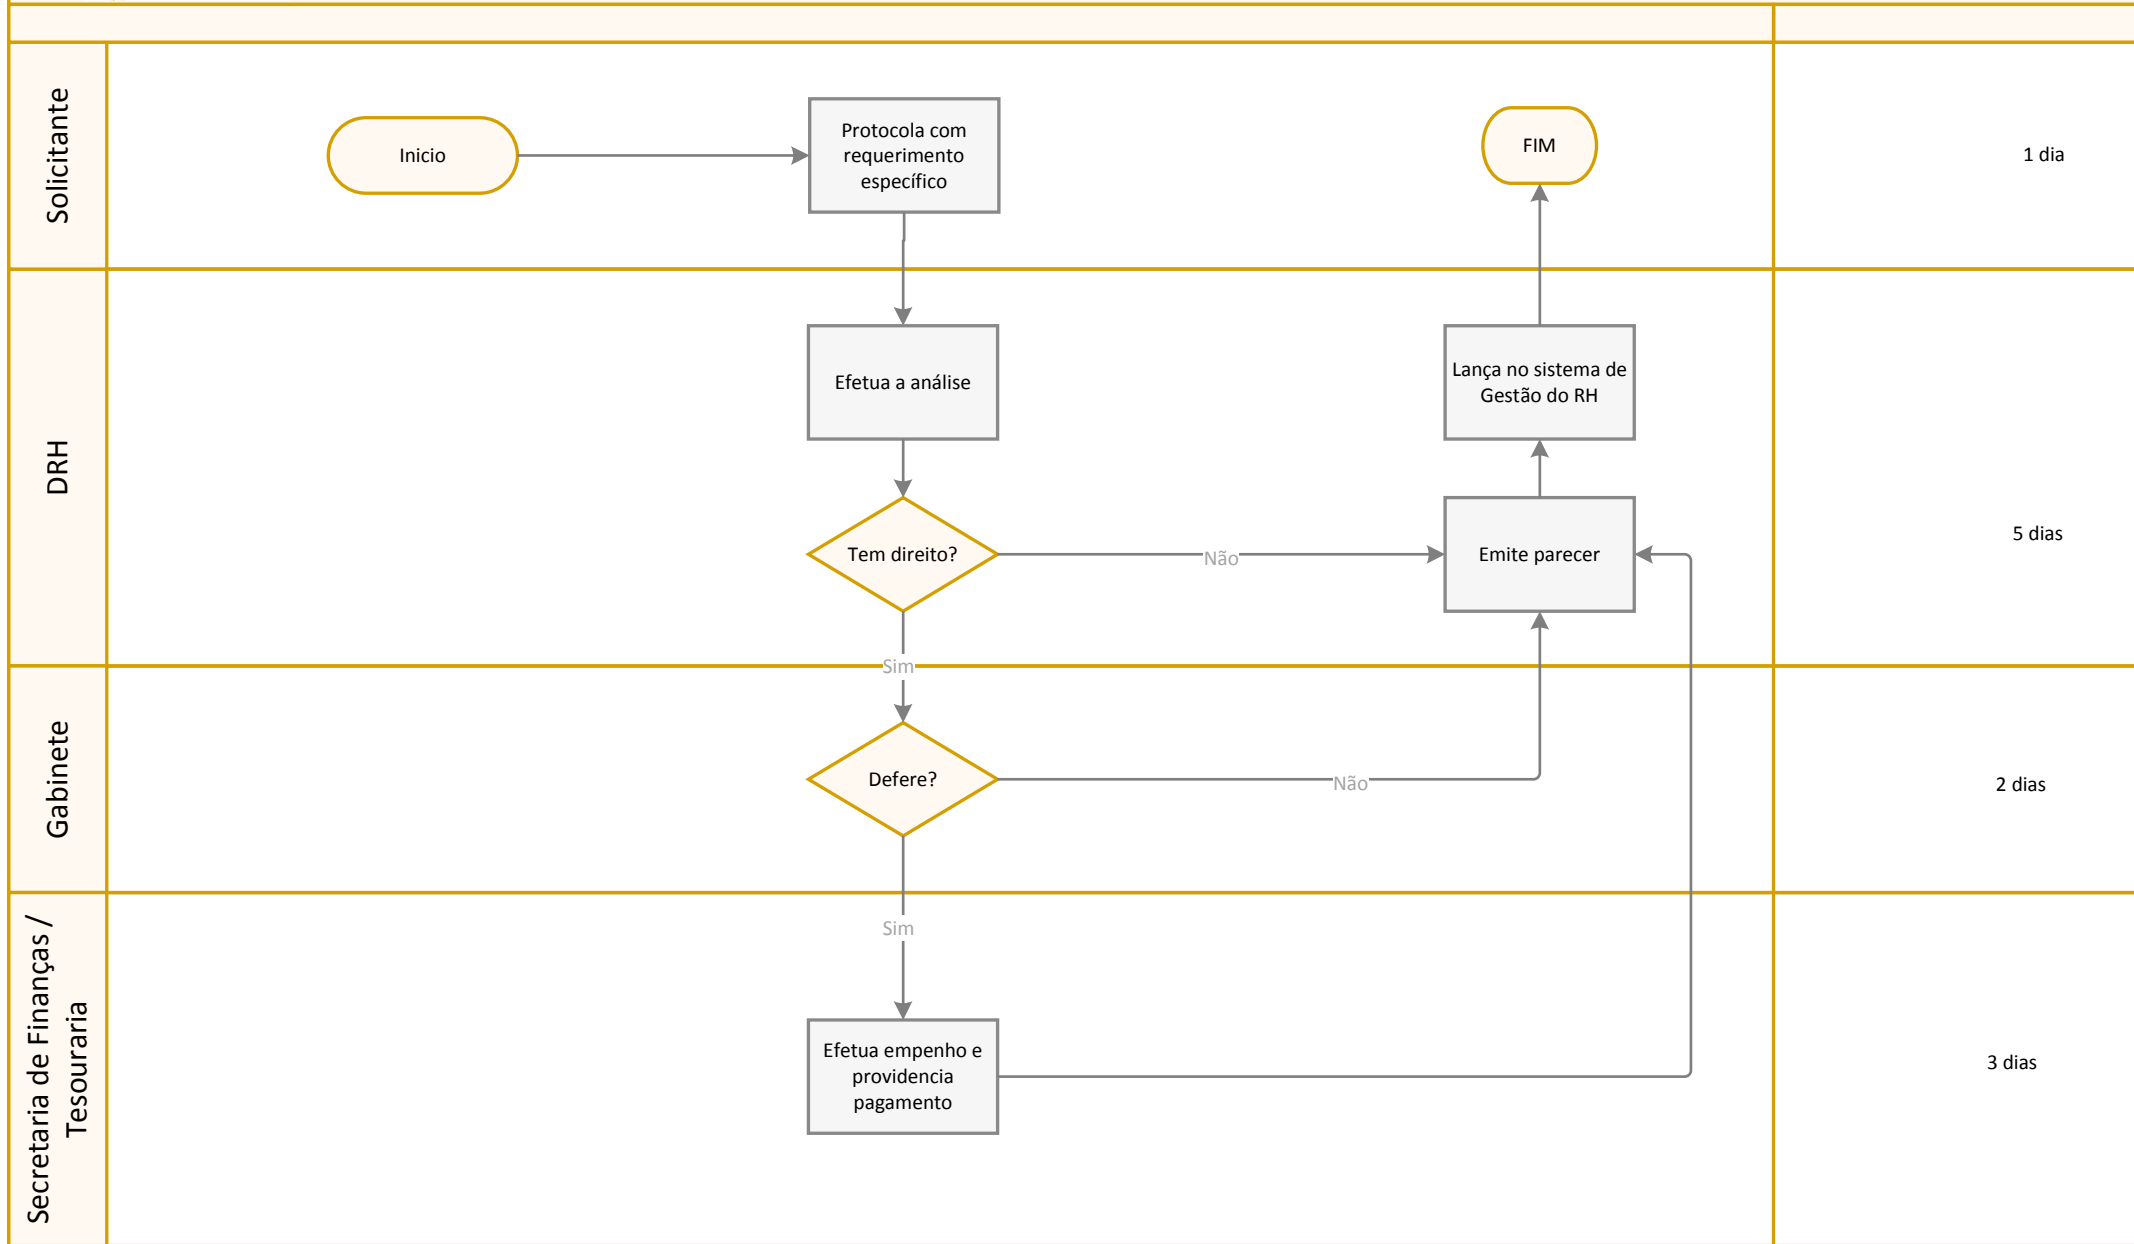 Solicitante
Inicio
Protocola com
requerimento
específico
FIM
1 dia
DRH
Efetua a análise
Lança no sistema de
Gestão do RH
Tem direito?
Não
Emite parecer
5 dias
Sim
Gabinete
Defere?
Não
2 dias
Sim
Secretaria de Finanças /
Tesouraria
Efetua empenho e
providencia
pagamento
3 dias